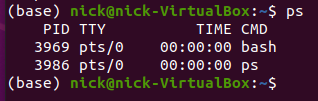 (base) nick@nick-VirtualBox:~$ ps
PID TTY TIME CMD
3969 pts/0 00:00:00 bash
3986 pts/0 00:00:00 ps
(base) nick@nick-VirtualBox:~$